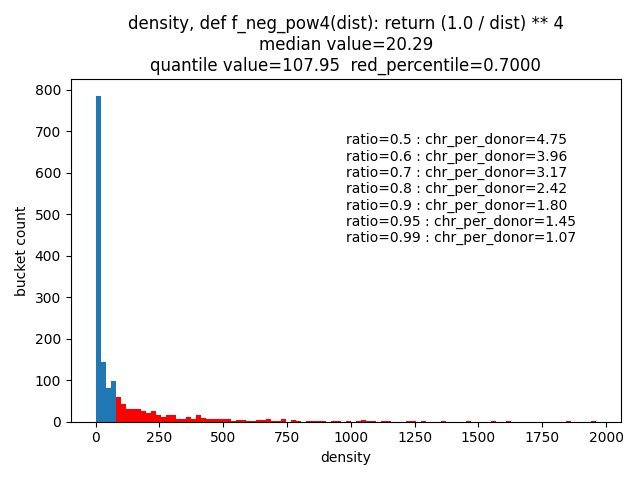 density, def f_neg_pow4(dist): return (1.0 / dist) ** 4
median value=20.29
quantile value=107.95  red_percentile=0.7000
800
700
600
500
400
300
200
100
0
bucket count
ratio=0.5 : chr_per_donor=4.75
ratio=0.6 : chr_per_donor=3.96
ratio=0.7 : chr_per_donor=3.17
ratio=0.8 : chr_per_donor=2.42
ratio=0.9 : chr_per_donor=1.80
ratio=0.95 : chr_per_donor=1.45
ratio=0.99 : chr_per_donor=1.07
0 250 500 750 1000 1250 1500 1750 2000
density